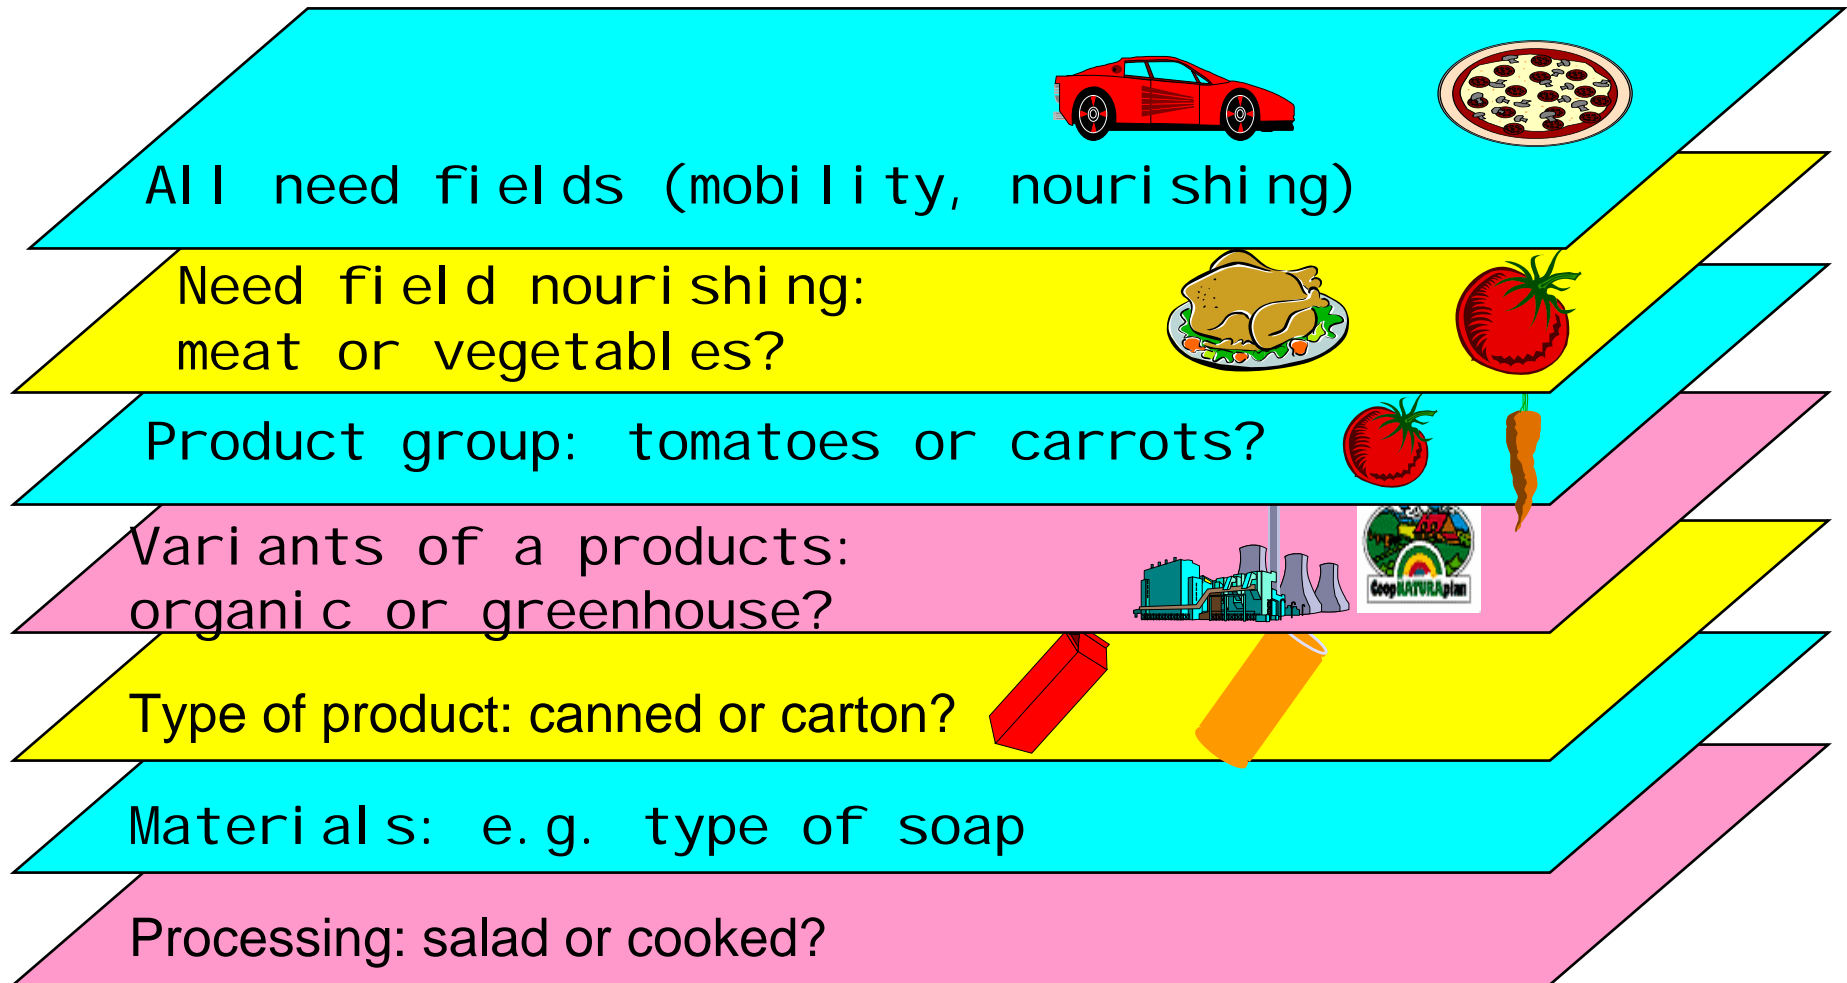 All need fields (mobility, nourishing)
Need field nourishing:
meat or vegetables?
Product group: tomatoes or carrots?
Variants of a products:
organic or greenhouse?
CoopNATURAplan
Type of product: canned or carton?
Materials: e.g. type of soap
Processing: salad or cooked?